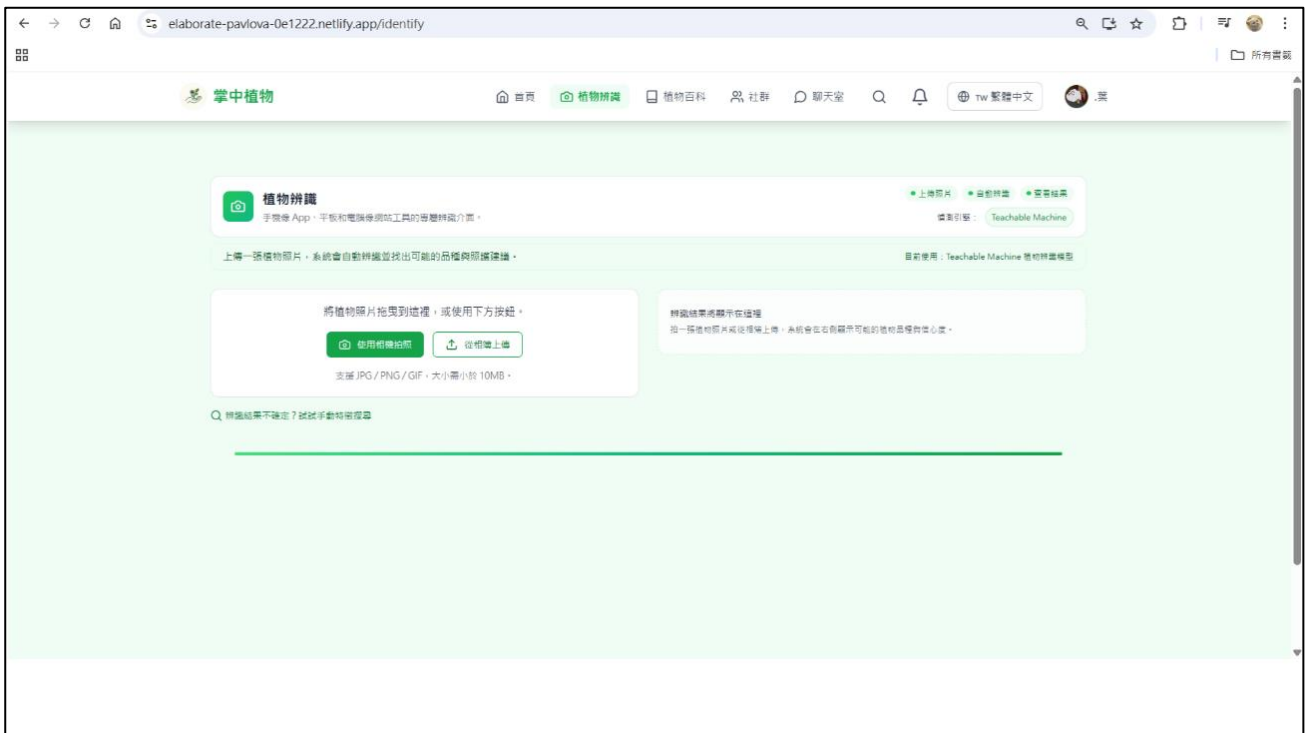 elaborate-pavlova-0e1222.netlify.app/identify
所有書籤
掌中植物
首頁
植物辨識
植物百科
社群
聊天室
TW 繁體中文
.葉
植物辨識
手機像 App、平板和電腦像網站工具的專屬辨識介面。
上傳照片
自動辨識
查看結果
偵測引擎：
Teachable Machine
上傳一張植物照片，系統會自動辨識並找出可能的品種與照護建議。
目前使用：Teachable Machine 植物辨識模型
將植物照片拖曳到這裡，或使用下方按鈕。
使用相機拍照
從相簿上傳
支援 JPG / PNG / GIF，大小需小於 10MB。
辨識結果將顯示在這裡
拍一張植物照片或從相簿上傳，系統會在右側顯示可能的植物品種與信心度。
辨識結果不確定？試試手動特徵搜尋